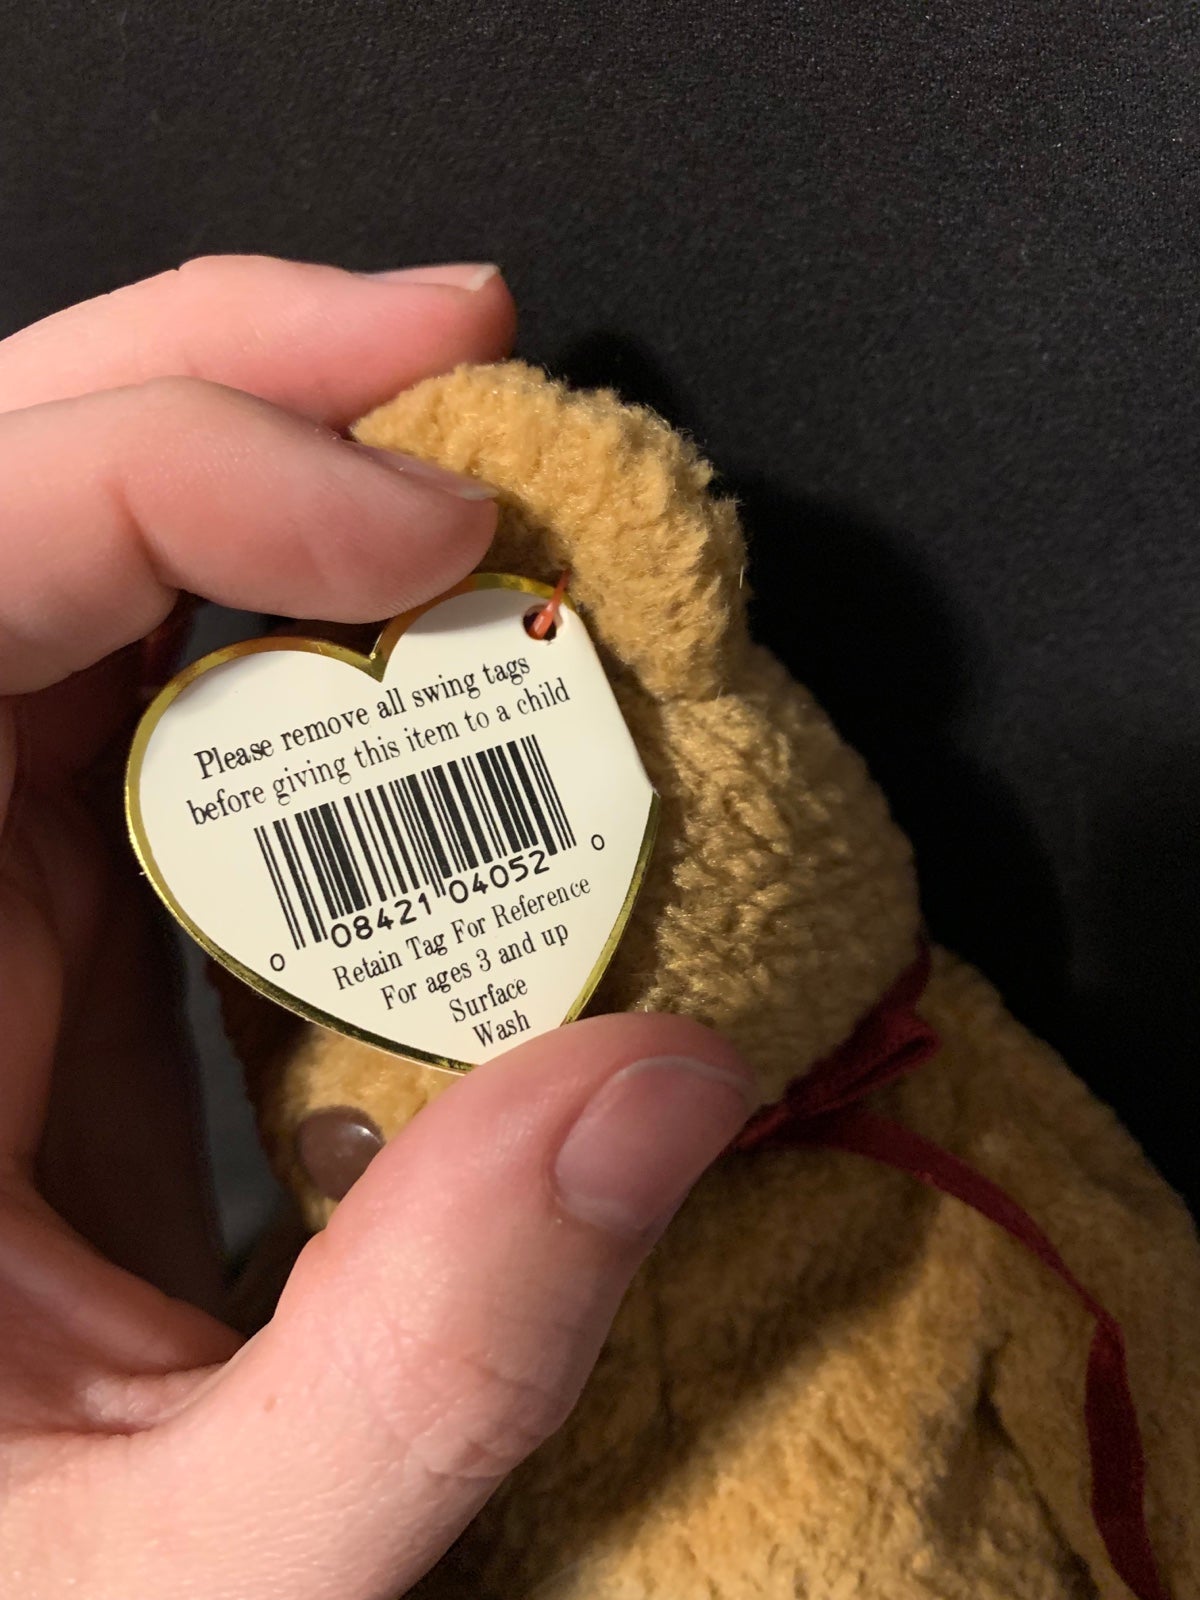 Please remove all swing tags
before giving this item to a child
0 08421 04052 0
Retain Tag For Reference
For ages 3 and up
Surface
Wash